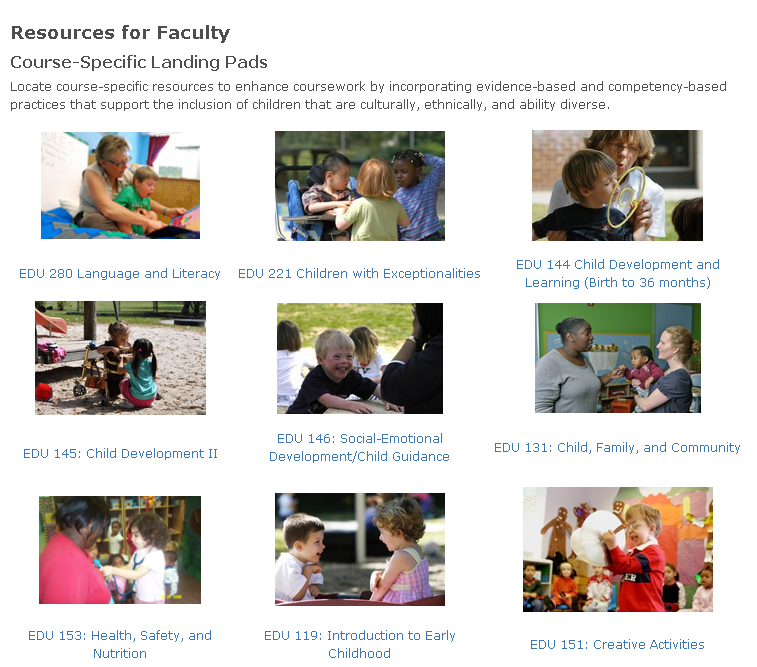 Resources for Faculty
Course-Specific Landing Pads
Locate course-specific resources to enhance coursework by incorporating evidence-based and competency-based
practices that support the inclusion of children that are culturally, ethnically, and ability diverse.
EDU 280 Language and Literacy
EDU 221 Children with Exceptionalities
EDU 144 Child Development and
Learning (Birth to 36 months)
EDU 145: Child Development II
EDU 146: Social-Emotional
Development/Child Guidance
EDU 131: Child, Family, and Community
EDU 153: Health, Safety, and
Nutrition
EDU 119: Introduction to Early
Childhood
EDU 151: Creative Activities